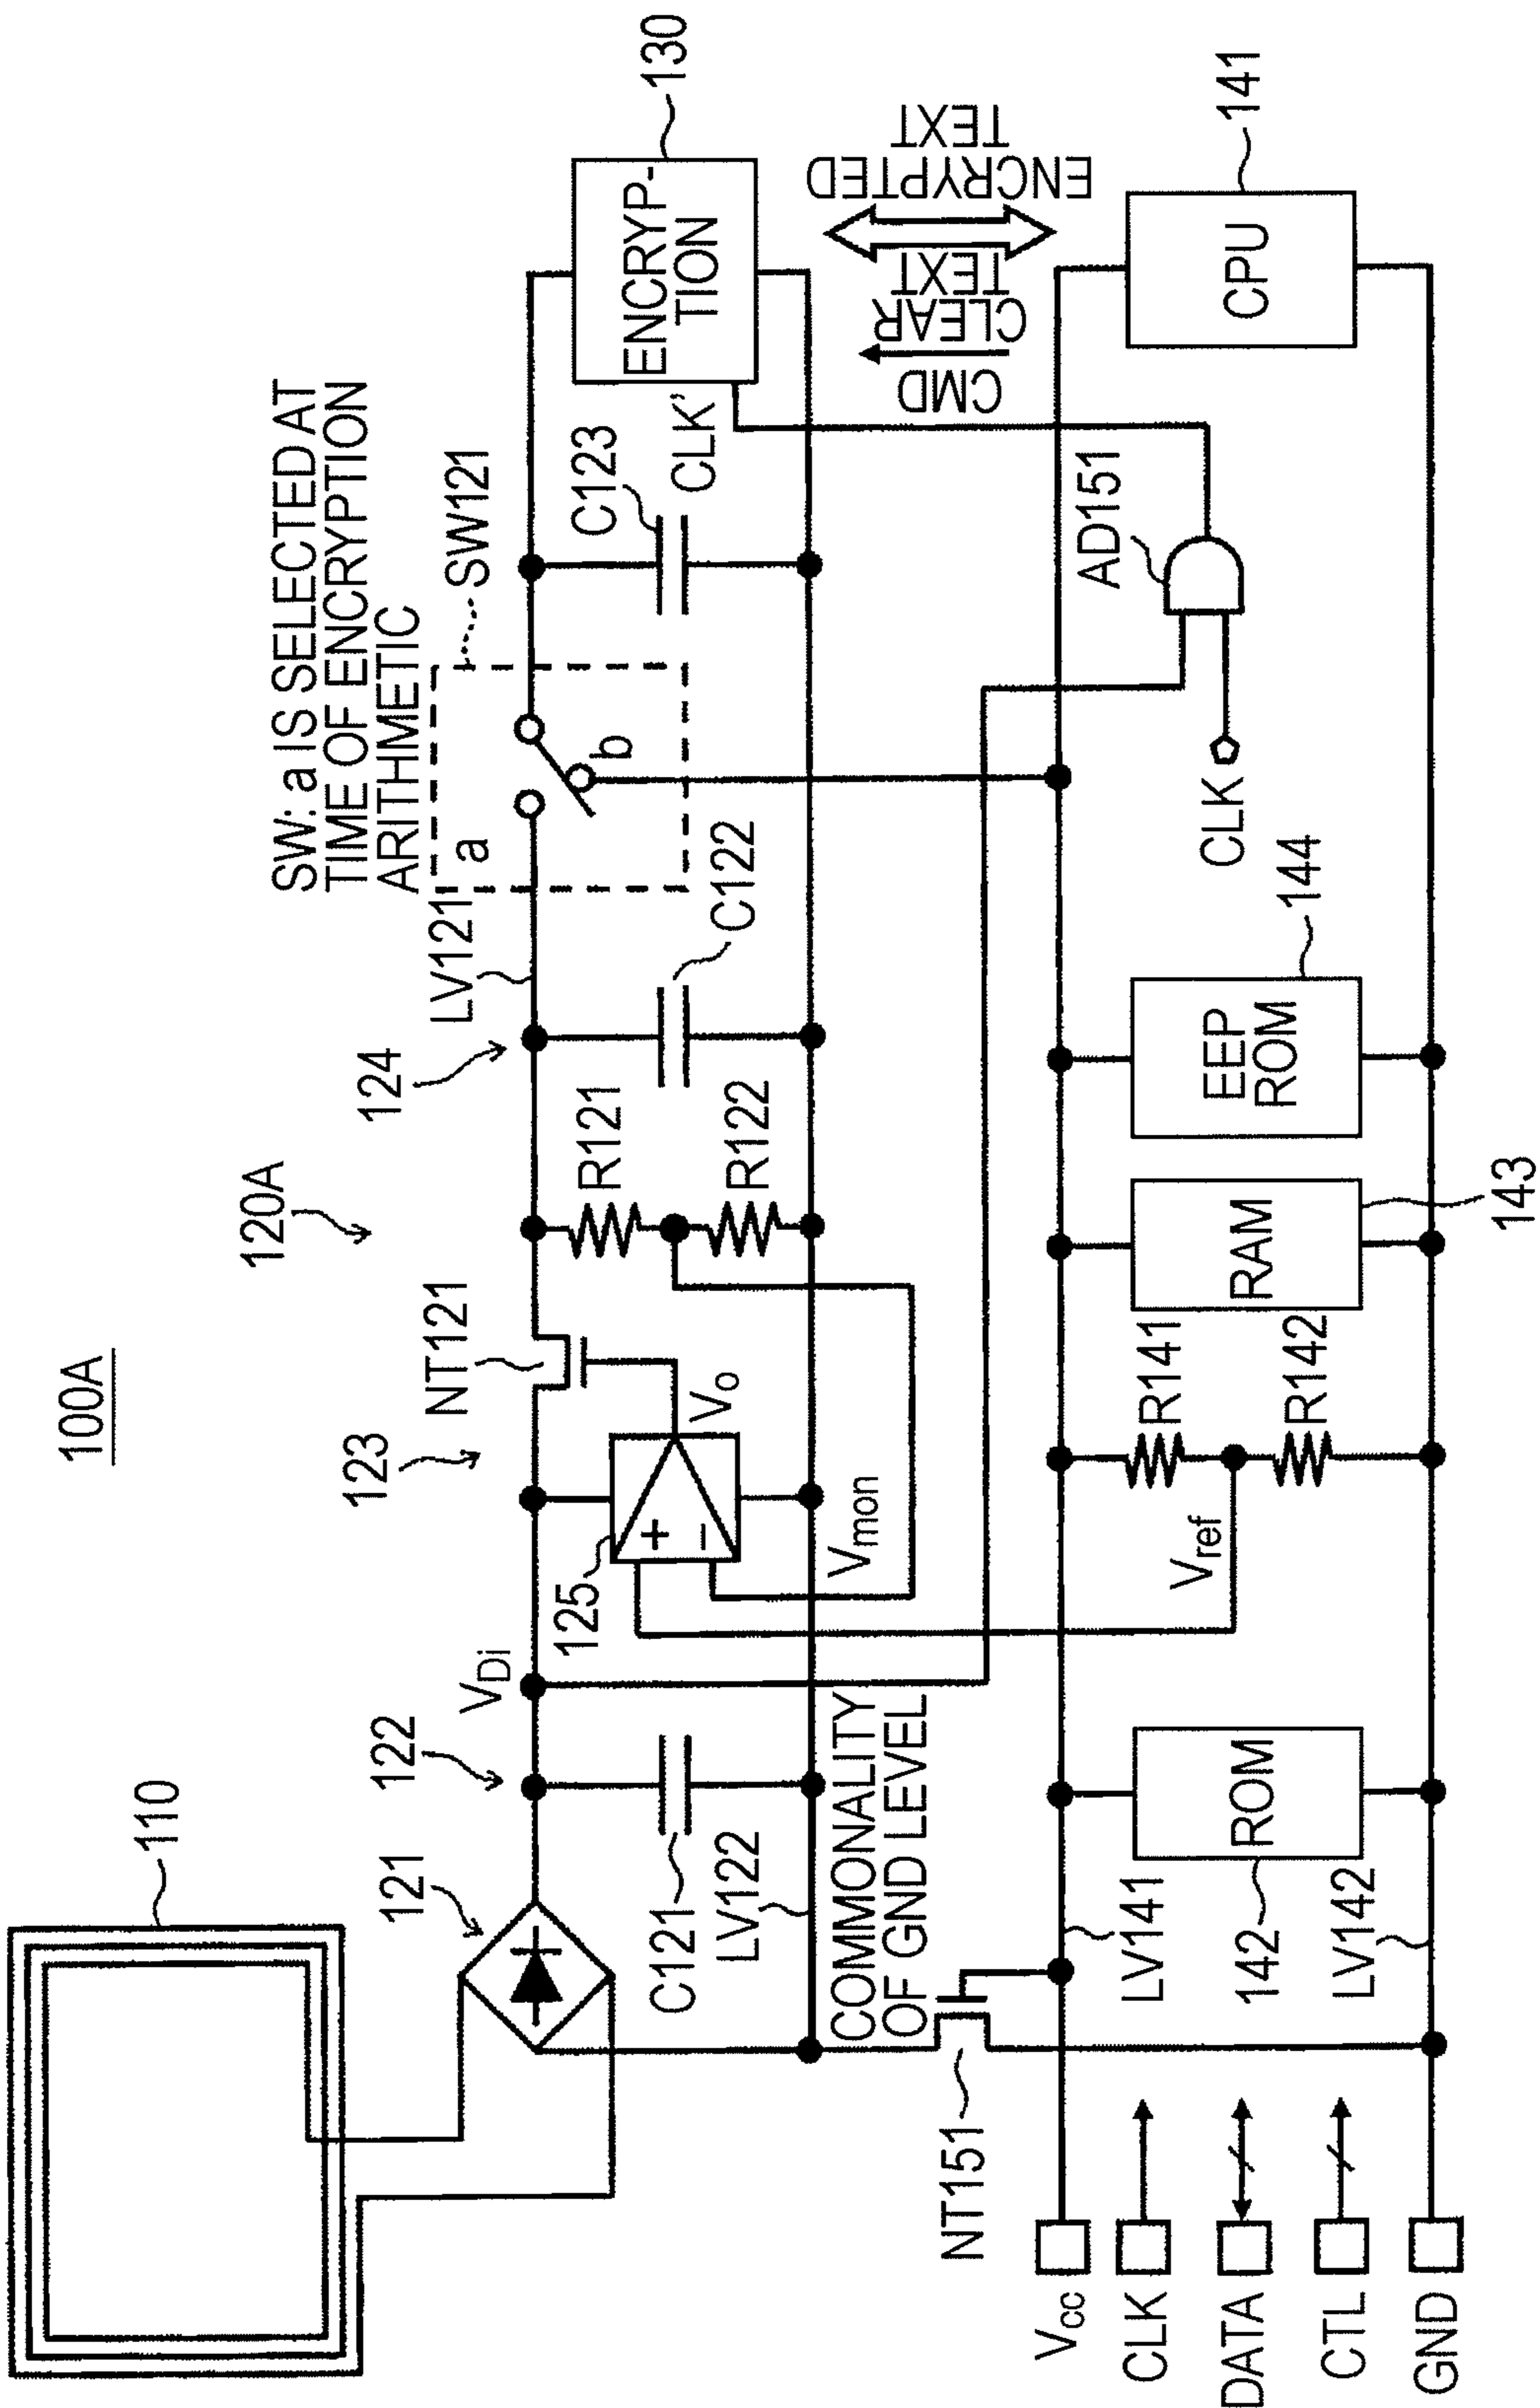 100A
110
120A
121
122
123
124
SW: a IS SELECTED AT
TIME OF ENCRYPTION
ARITHMETIC
SW121
LV121
NT121
V_Di
125
+
−
V_o
V_mon
R121
R122
C121
C122
C123
a
b
ENCRYP-
TION
130
CLK'
LV122
COMMONALITY
OF GND LEVEL
CMD
CLEAR
TEXT
ENCRYPTED
TEXT
NT151
AD151
CLK
V_cc
CLK
DATA
CTL
GND
LV141
LV142
ROM
142
V_ref
R141
R142
RAM
143
EEP
ROM
144
CPU
141